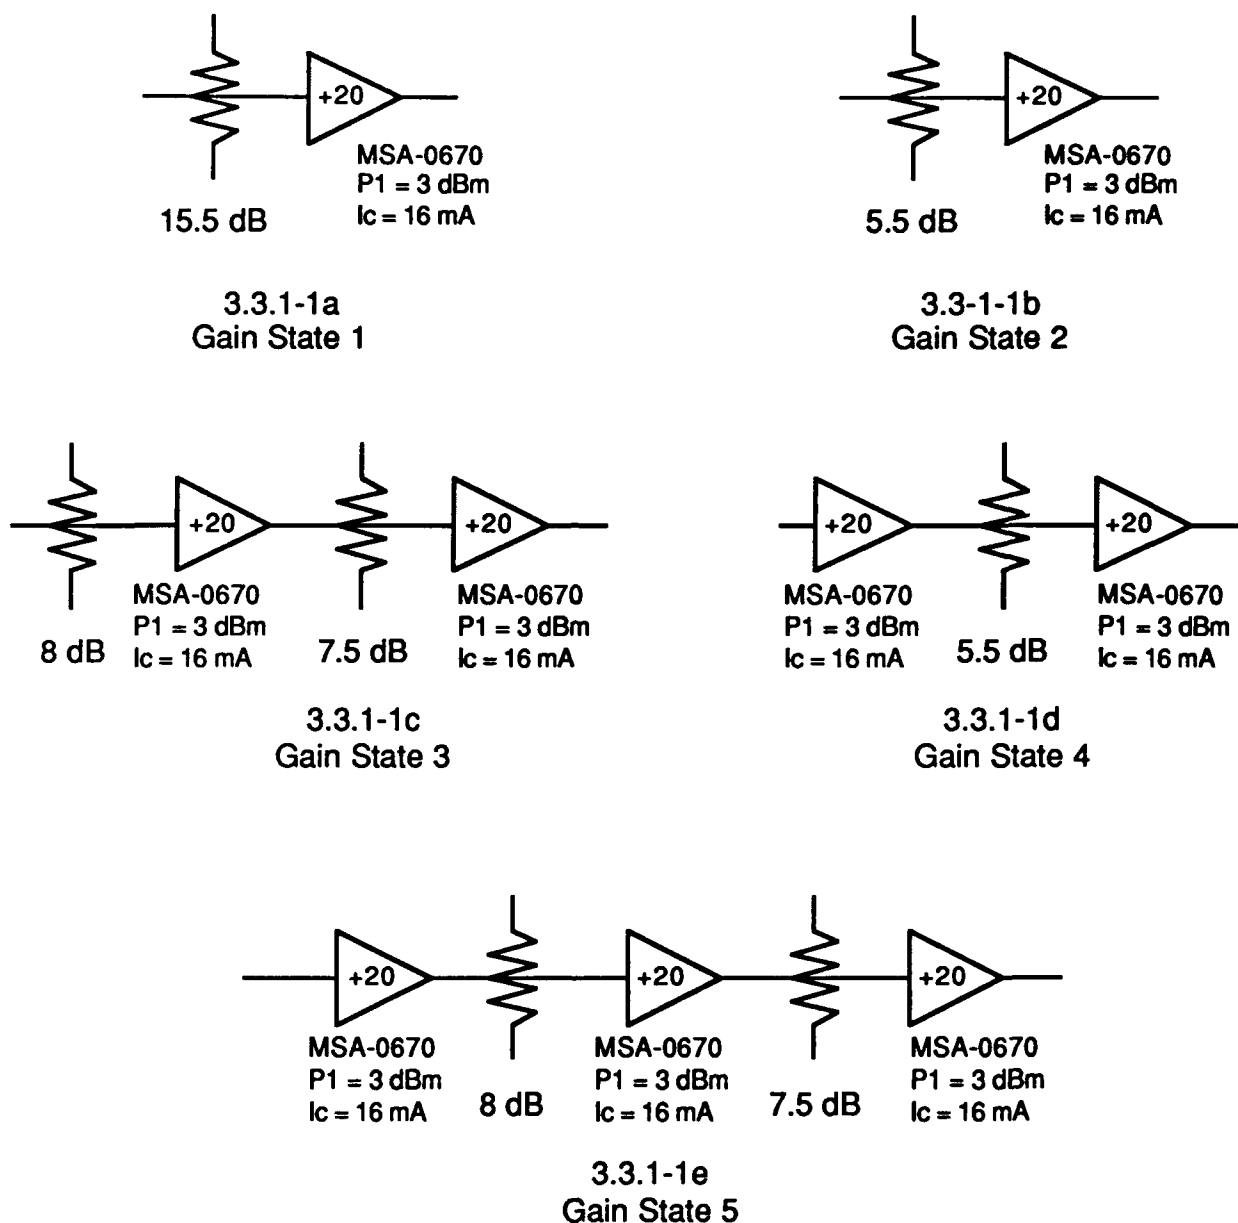 +20
MSA-0670
P1 = 3 dBm
Ic = 16 mA
15.5 dB
3.3.1-1a
Gain State 1
+20
MSA-0670
P1 = 3 dBm
Ic = 16 mA
5.5 dB
3.3-1-1b
Gain State 2
+20
+20
MSA-0670
P1 = 3 dBm
Ic = 16 mA
8 dB
7.5 dB
MSA-0670
P1 = 3 dBm
Ic = 16 mA
3.3.1-1c
Gain State 3
+20
+20
MSA-0670
P1 = 3 dBm
Ic = 16 mA
5.5 dB
MSA-0670
P1 = 3 dBm
Ic = 16 mA
3.3.1-1d
Gain State 4
+20
+20
+20
MSA-0670
P1 = 3 dBm
Ic = 16 mA
8 dB
MSA-0670
P1 = 3 dBm
Ic = 16 mA
7.5 dB
MSA-0670
P1 = 3 dBm
Ic = 16 mA
3.3.1-1e
Gain State 5